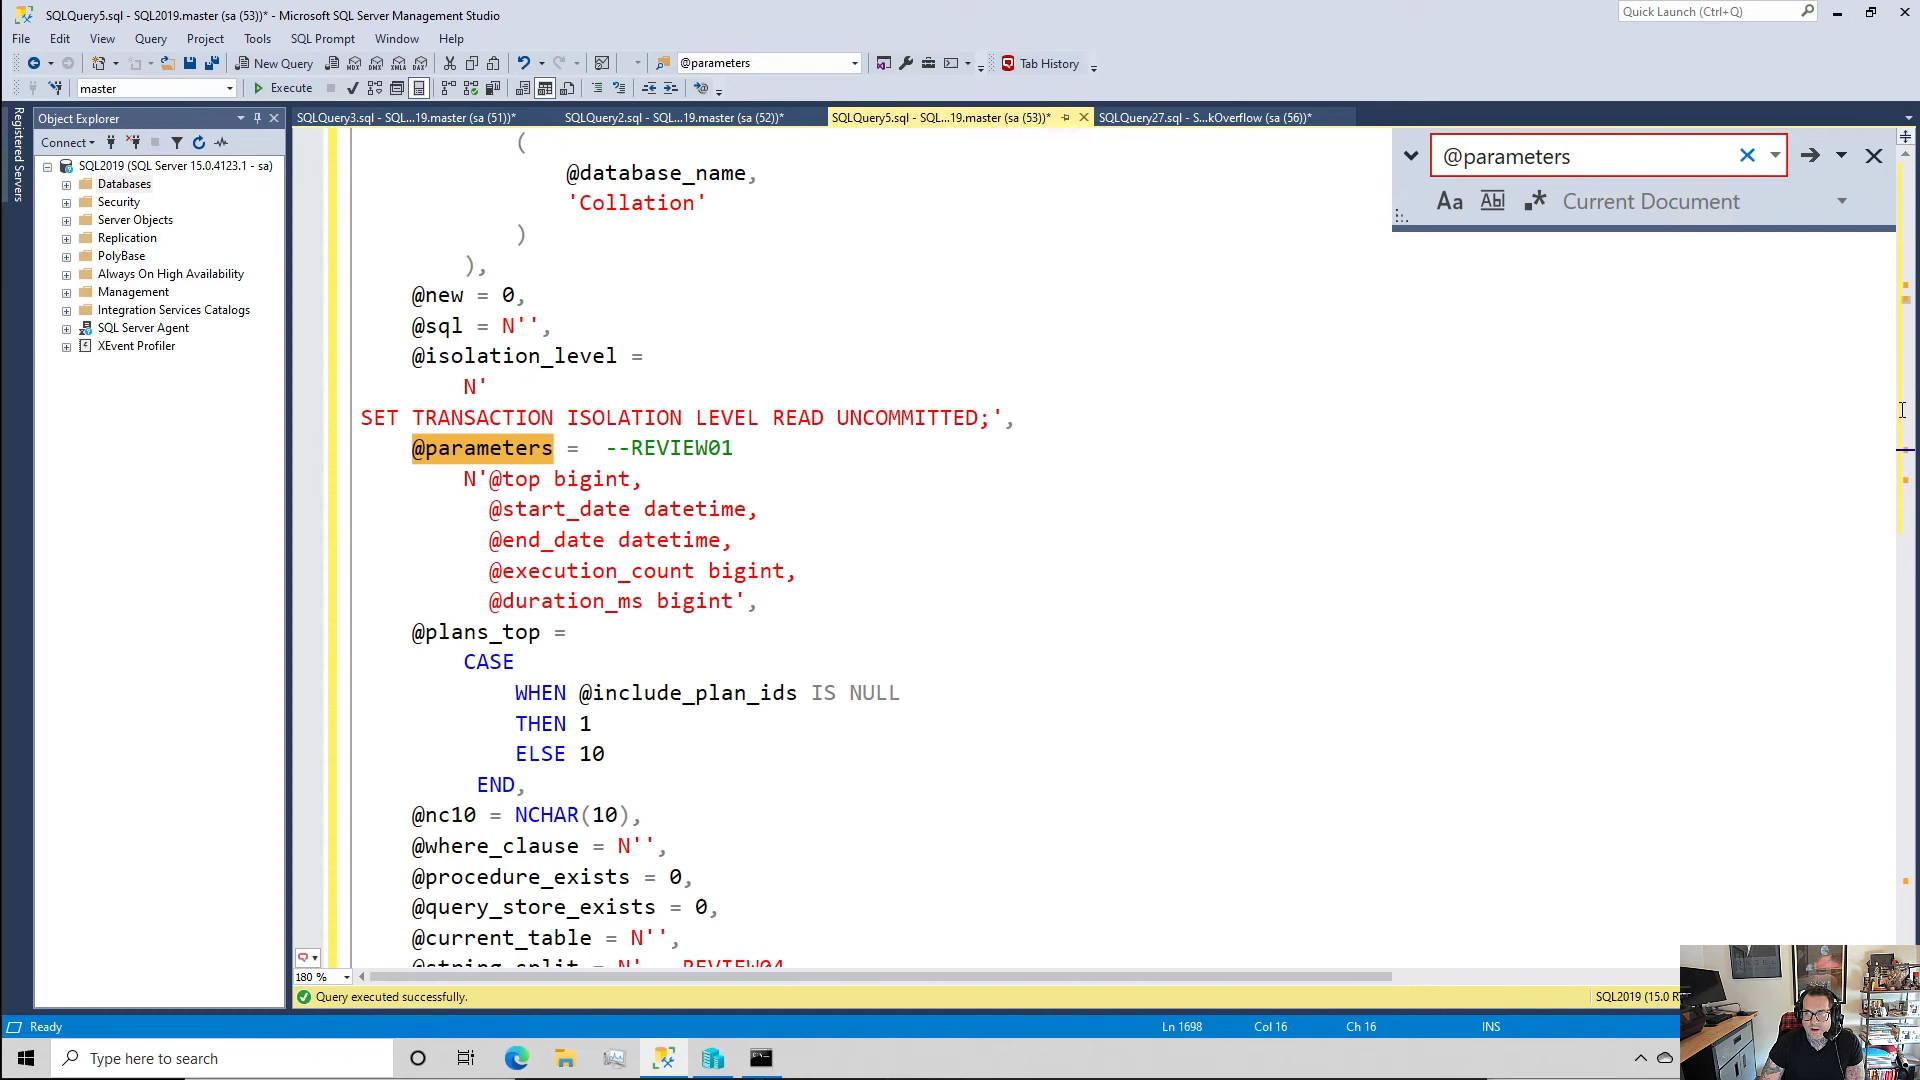 SQLQuery5.sql - SQL2019.master (sa (53))* - Microsoft SQL Server Management Studio
Quick Launch (Ctrl+Q)
File Edit View Query Project Tools SQL Prompt Window Help
New Query
MDX DMX XMLA DAX
@parameters
Tab History
master
Execute
Registered Servers
Object Explorer
SQLQuery3.sql - SQL...19.master (sa (51))*
SQLQuery2.sql - SQL...19.master (sa (52))*
SQLQuery5.sql - SQL...19.master (sa (53))*
SQLQuery27.sql - S...kOverflow (sa (56))*
Connect
SQL2019 (SQL Server 15.0.4123.1 - sa)
Databases
Security
Server Objects
Replication
PolyBase
Always On High Availability
Management
Integration Services Catalogs
SQL Server Agent
XEvent Profiler
@parameters
Aa Abl .* Current Document
(
@database_name,
'Collation'
)
),
@new = 0,
@sql = N'',
@isolation_level =
N'
SET TRANSACTION ISOLATION LEVEL READ UNCOMMITTED;',
@parameters = --REVIEW01
N'@top bigint,
@start_date datetime,
@end_date datetime,
@execution_count bigint,
@duration_ms bigint',
@plans_top =
CASE
WHEN @include_plan_ids IS NULL
THEN 1
ELSE 10
END,
@nc10 = NCHAR(10),
@where_clause = N'',
@procedure_exists = 0,
@query_store_exists = 0,
@current_table = N'',
180 %
Query executed successfully.
SQL2019 (15.0
Ready
Ln 1698 Col 16 Ch 16 INS
Type here to search